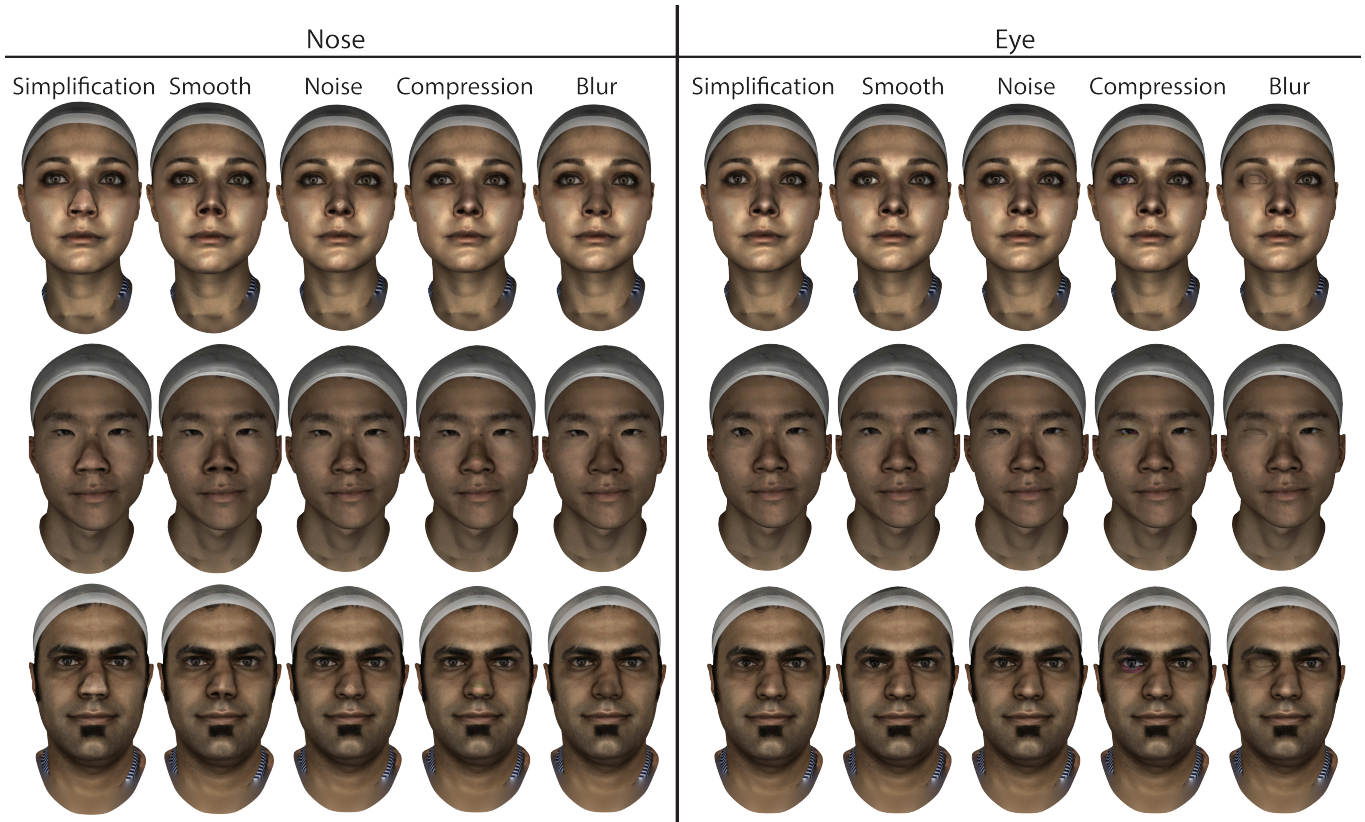 Nose
Eye
Simplification Smooth Noise Compression Blur
Simplification Smooth Noise Compression Blur